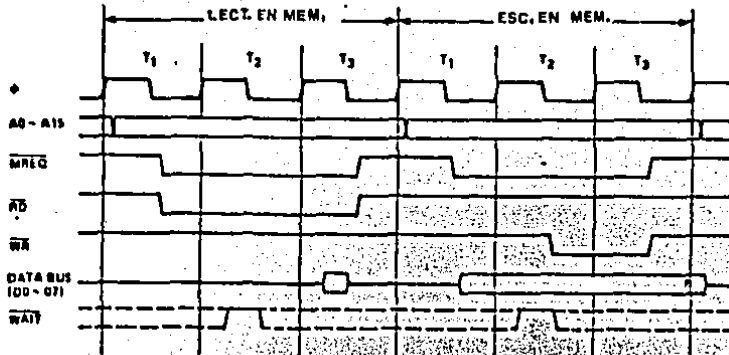 LECT. EN MEM. ESC. EN MEM.
T1 T2 T3 T1 T2 T3
Φ
A0 - A15
MREQ
RD
WR
DATA BUS
(D0 - D7)
WAIT